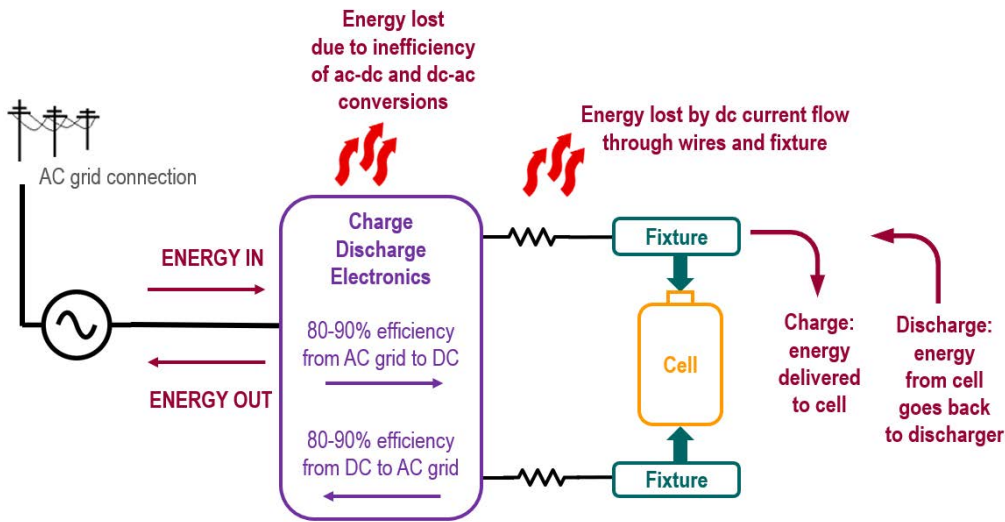 Energy lost
due to inefficiency
of ac-dc and dc-ac
conversions
Energy lost by dc current flow
through wires and fixture
AC grid connection
Charge
Discharge
Electronics
Fixture
ENERGY IN
80-90% efficiency
from AC grid to DC
Cell
Charge:
energy
delivered
to cell
Discharge:
energy
from cell
goes back
to discharger
ENERGY OUT
80-90% efficiency
from DC to AC grid
Fixture